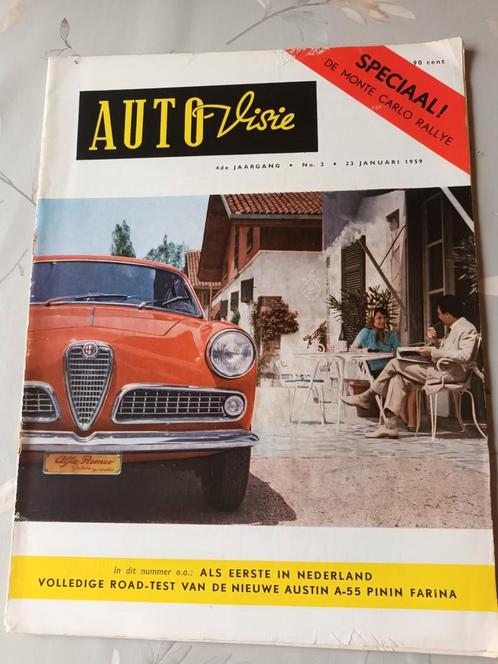 90 cent
SPECIAAL!
DE MONTE CARLO RALLYE
AUTO Visie
4de JAARGANG • No. 2 • 23 JANUARI 1959
Alfa-Romeo
In dit nummer o.a.: ALS EERSTE IN NEDERLAND
VOLLEDIGE ROAD-TEST VAN DE NIEUWE AUSTIN A-55 PININ FARINA